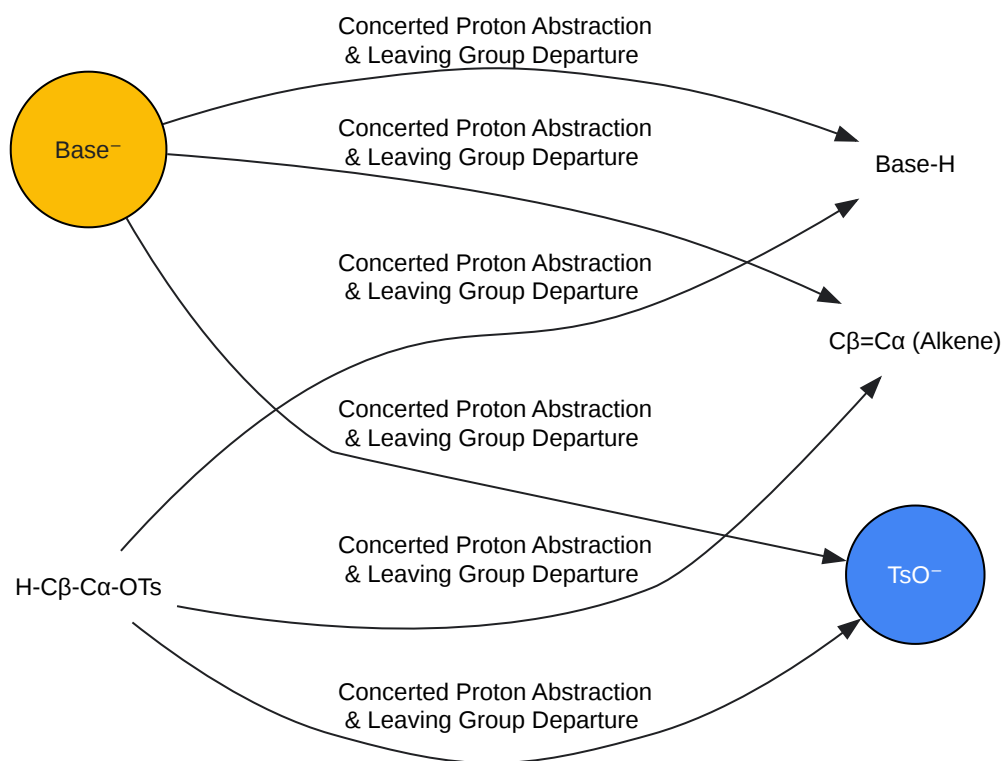 Concerted Proton Abstraction
& Leaving Group Departure
Concerted Proton Abstraction
& Leaving Group Departure
Base⁻
Base-H
Concerted Proton Abstraction
& Leaving Group Departure
Cβ=Cα (Alkene)
Concerted Proton Abstraction
& Leaving Group Departure
Concerted Proton Abstraction
& Leaving Group Departure
TsO⁻
H-Cβ-Cα-OTs
Concerted Proton Abstraction
& Leaving Group Departure